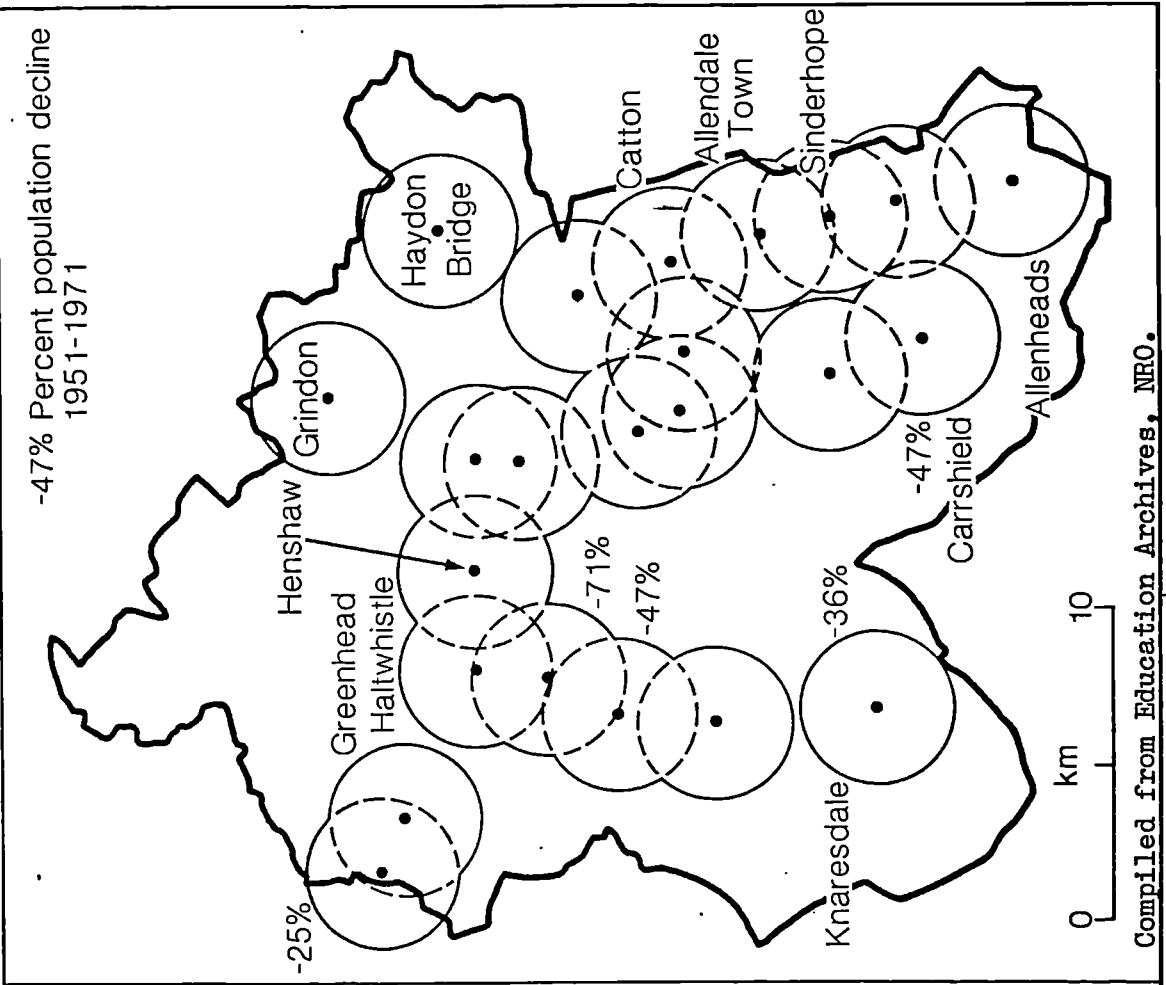 -47% Percent population decline
1951-1971
Haydon
Bridge
Grindon
Henshaw
Greenhead
Haltwhistle
Catton
Allendale
Town
Sinderhope
-25%
-71%
-47%
-36%
-47%
Carrshield
Allenheads
Knaresdale
0 km 10
Compiled from Education Archives, NRO.